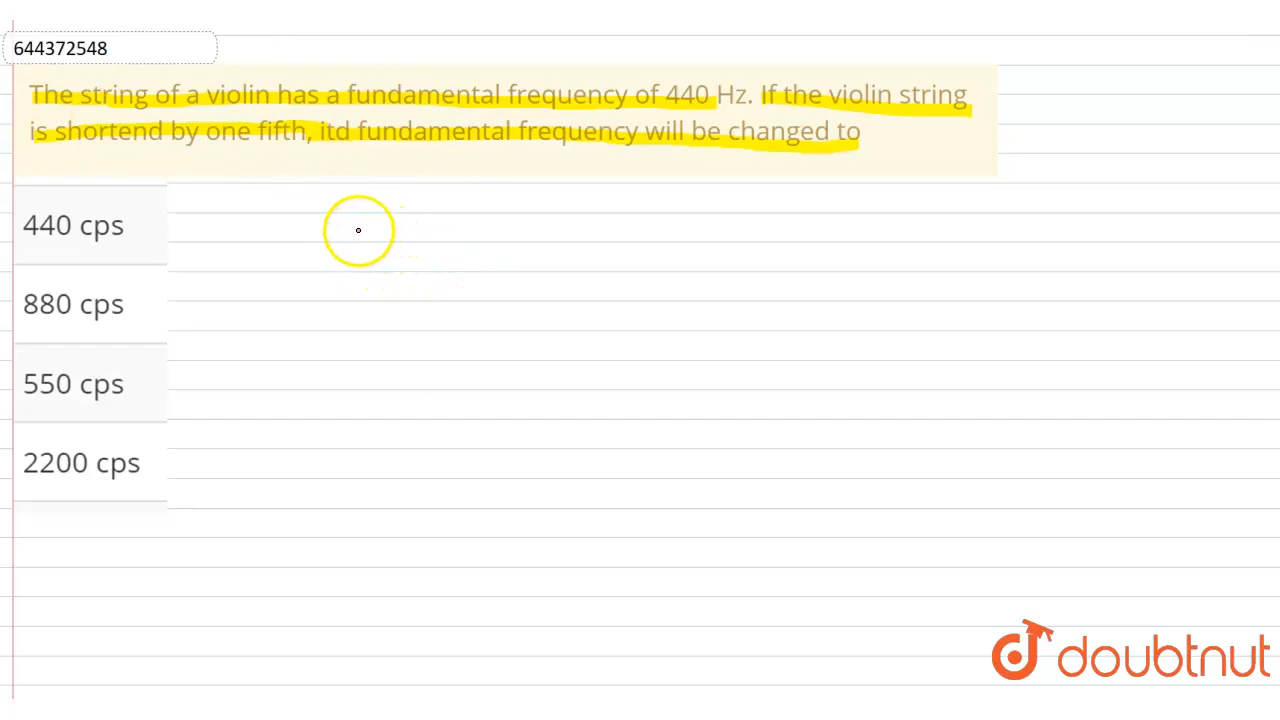 644372548
The string of a violin has a fundamental frequency of 440 Hz. If the violin string
is shortend by one fifth, itd fundamental frequency will be changed to
440 cps
880 cps
550 cps
2200 cps
doubtnut